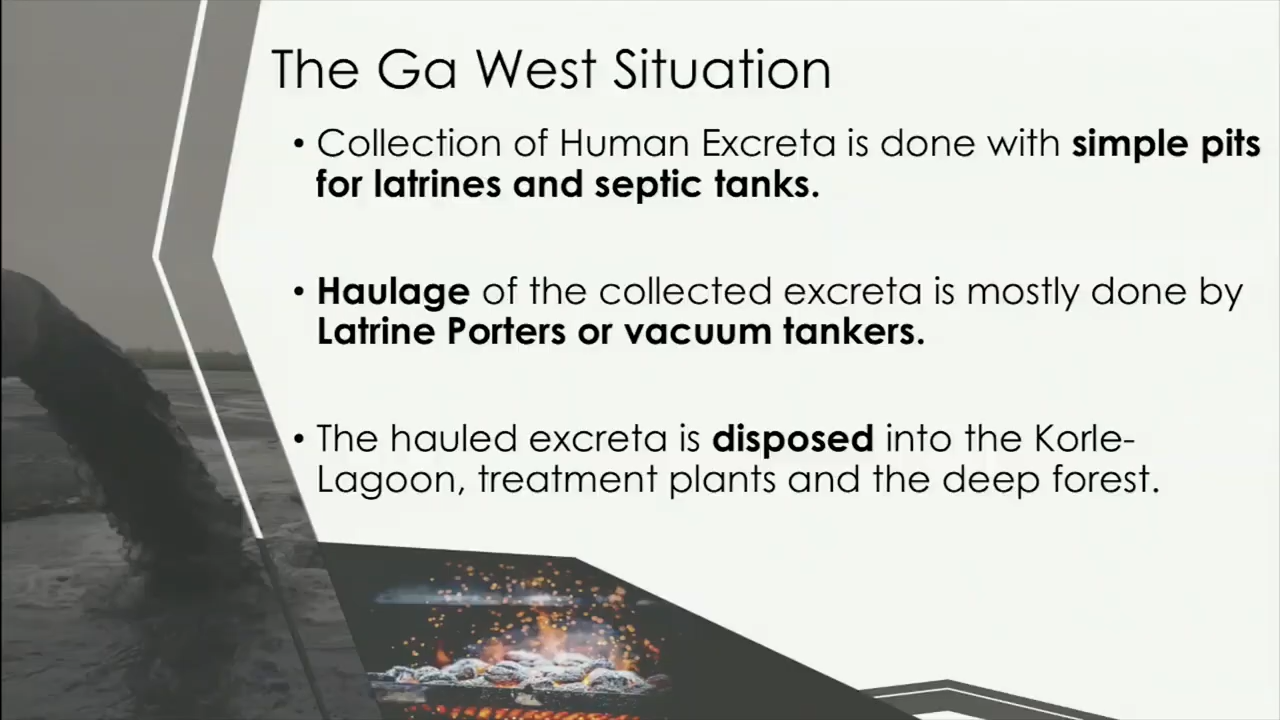 The Ga West Situation
• Collection of Human Excreta is done with simple pits
for latrines and septic tanks.
• Haulage of the collected excreta is mostly done by
Latrine Porters or vacuum tankers.
• The hauled excreta is disposed into the Korle-
Lagoon, treatment plants and the deep forest.